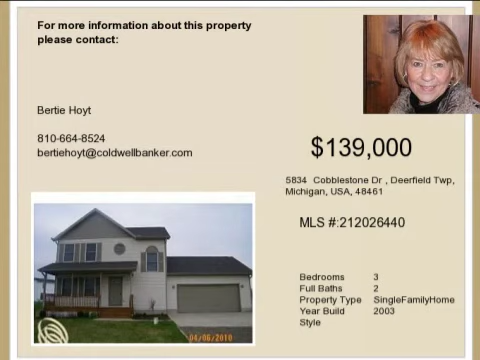 For more information about this property
please contact:
Bertie Hoyt
810-664-8524
bertiehoyt@coldwellbanker.com
$139,000
5834 Cobblestone Dr , Deerfield Twp,
Michigan, USA, 48461
MLS #:212026440
Bedrooms 3
Full Baths 2
Property Type SingleFamilyHome
Year Build 2003
Style
04/06/2010